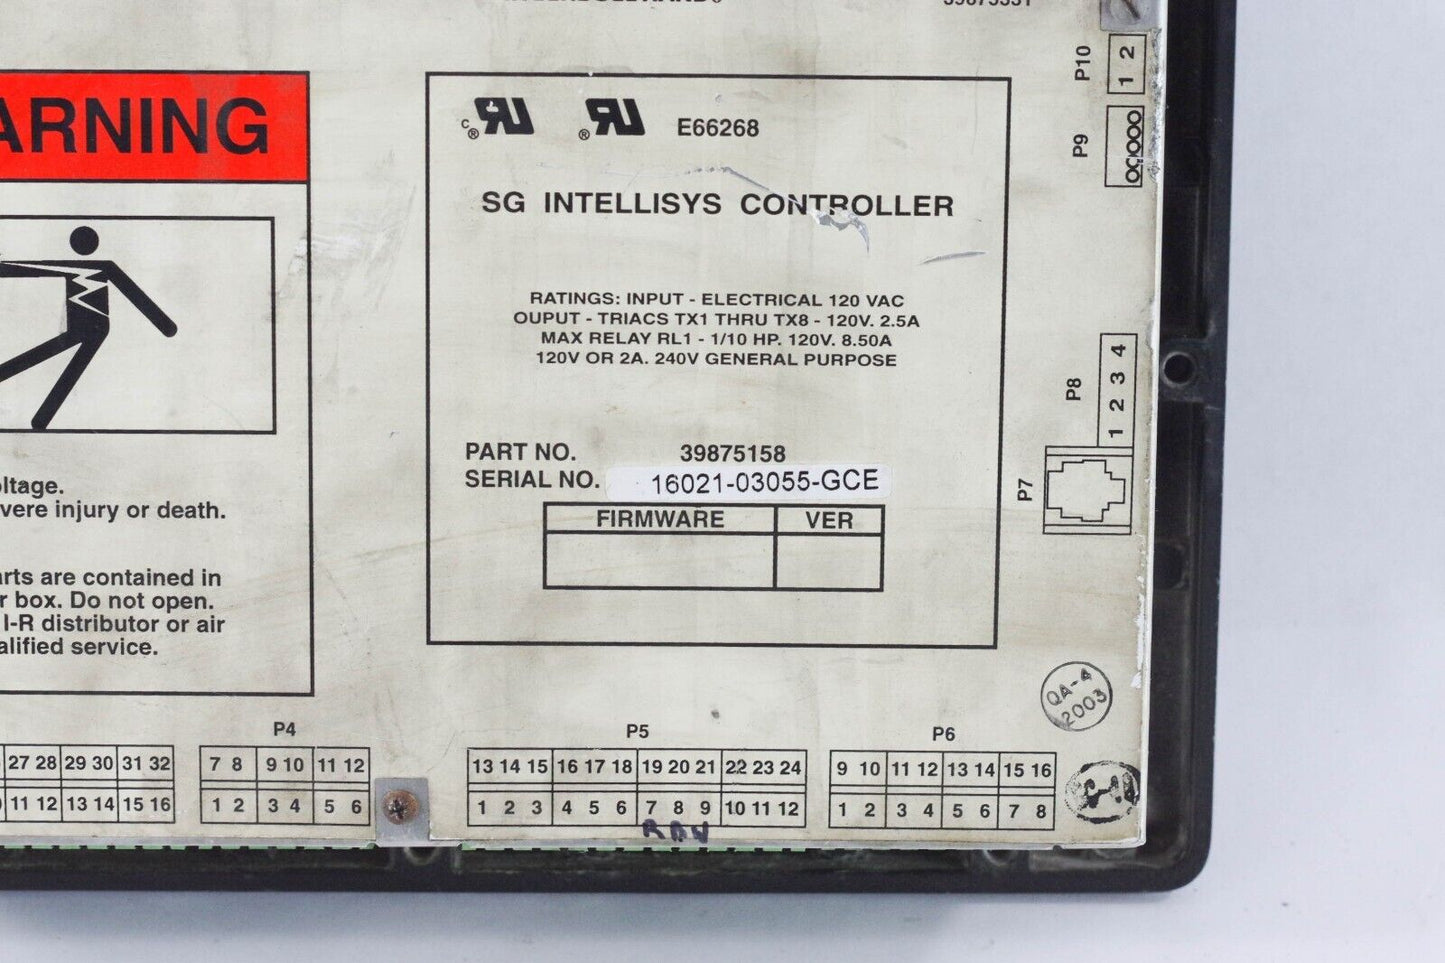 ARNING
oltage.
vere injury or death.
arts are contained in
r box. Do not open.
I-R distributor or air
alified service.
c ® UR ® UR E66268
SG INTELLISYS CONTROLLER
RATINGS: INPUT - ELECTRICAL 120 VAC
OUPUT - TRIACS TX1 THRU TX8 - 120V. 2.5A
MAX RELAY RL1 - 1/10 HP. 120V. 8.50A
120V OR 2A. 240V GENERAL PURPOSE
PART NO. 39875158
SERIAL NO. 16021-03055-GCE
FIRMWARE VER
P10
1 2
P9
P8
1 2 3 4
P7
QA-4
2003
27 28 29 30 31 32
11 12 13 14 15 16
P4
7 8 9 10 11 12
1 2 3 4 5 6
P5
13 14 15 16 17 18 19 20 21 22 23 24
1 2 3 4 5 6 7 8 9 10 11 12
P6
9 10 11 12 13 14 15 16
1 2 3 4 5 6 7 8